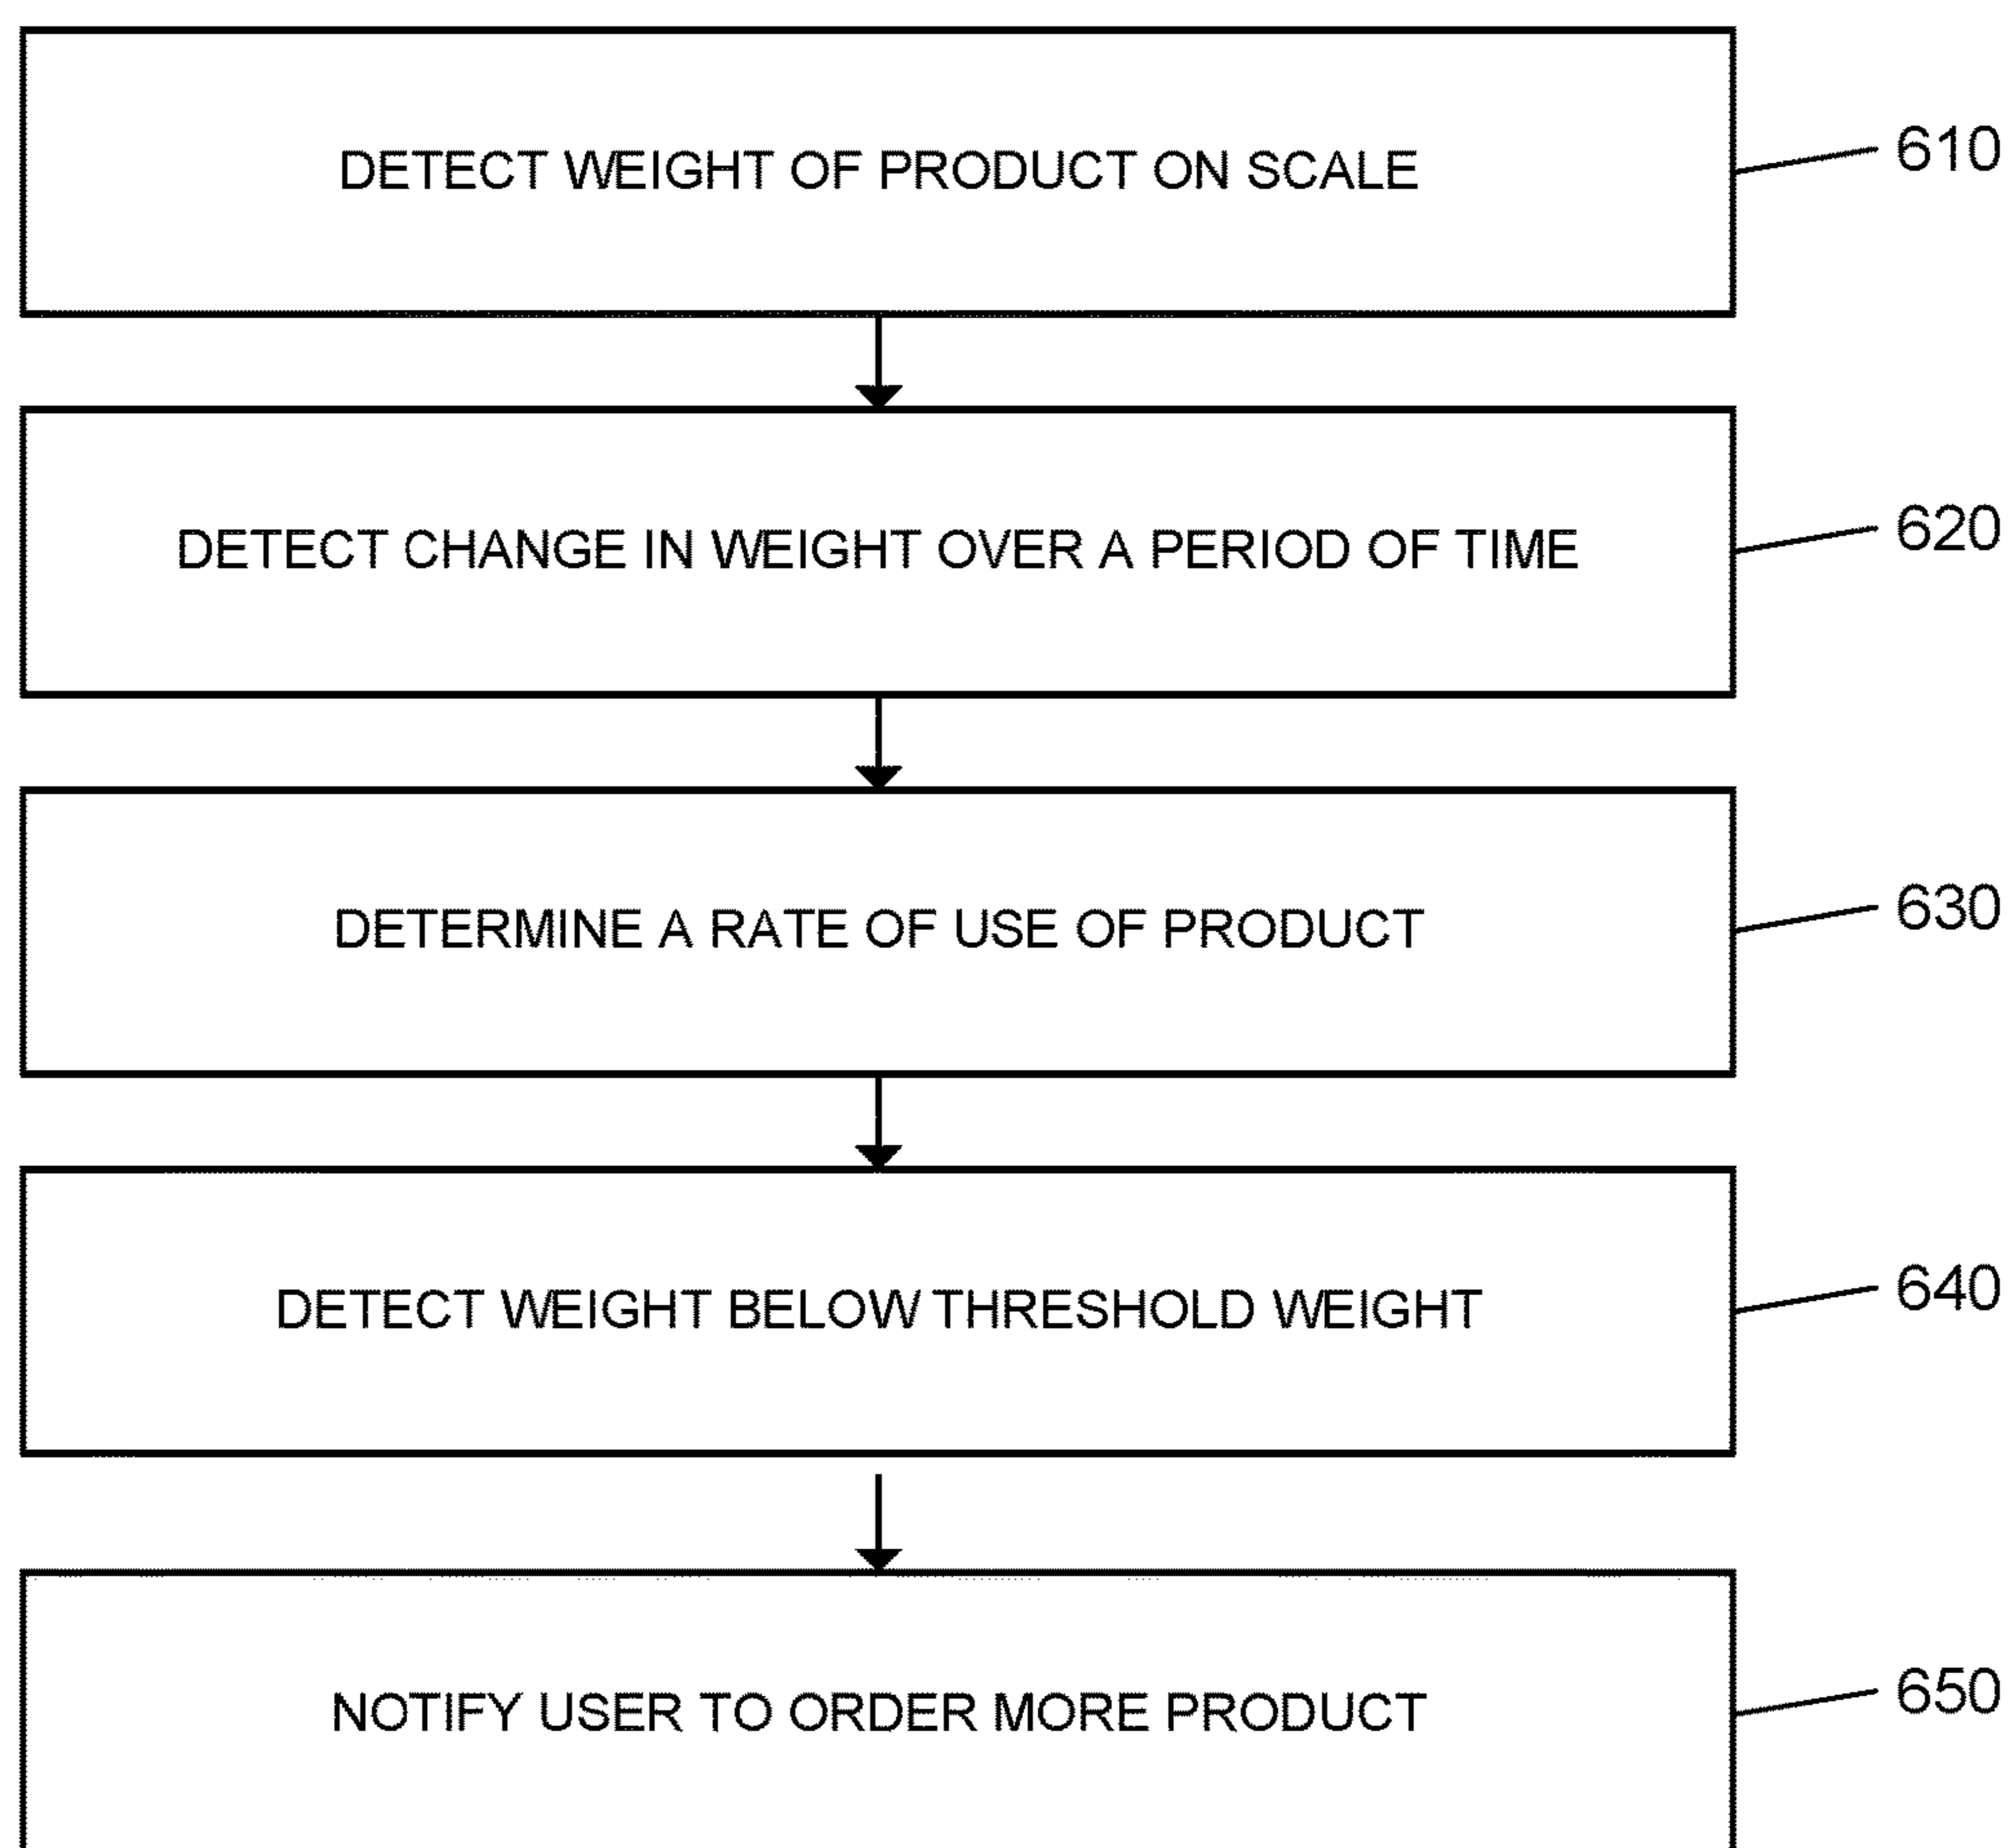 DETECT WEIGHT OF PRODUCT ON SCALE
610
DETECT CHANGE IN WEIGHT OVER A PERIOD OF TIME
620
DETERMINE A RATE OF USE OF PRODUCT
630
DETECT WEIGHT BELOW THRESHOLD WEIGHT
640
NOTIFY USER TO ORDER MORE PRODUCT
650